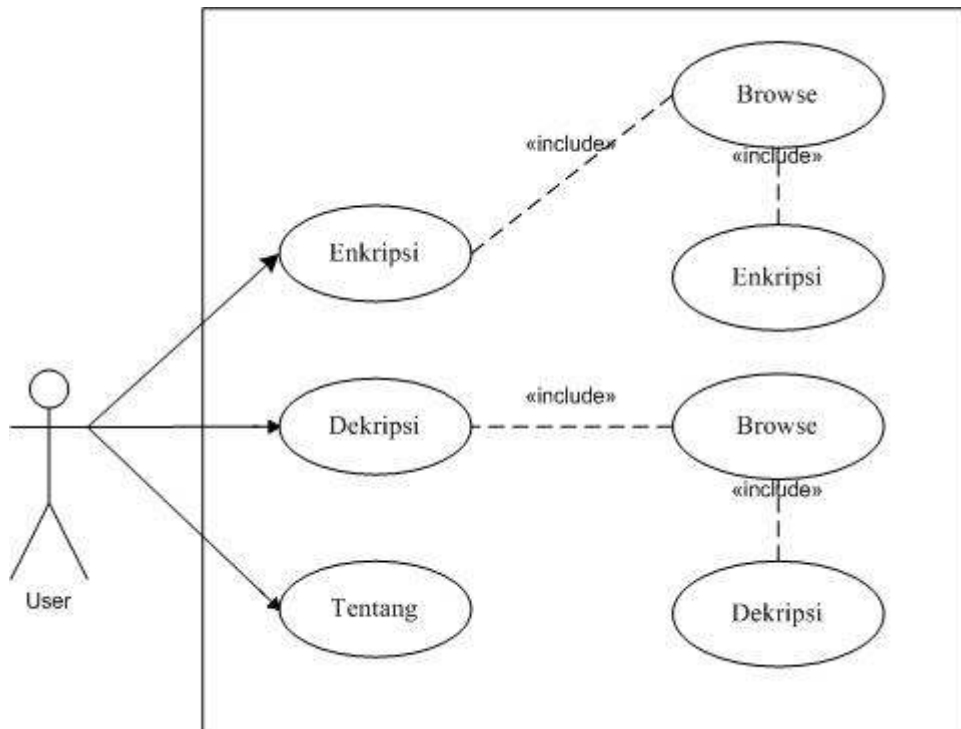 Browse
«include»
«include»
Enkripsi
Enkripsi
«include»
Dekripsi
Browse
«include»
User
Tentang
Dekripsi